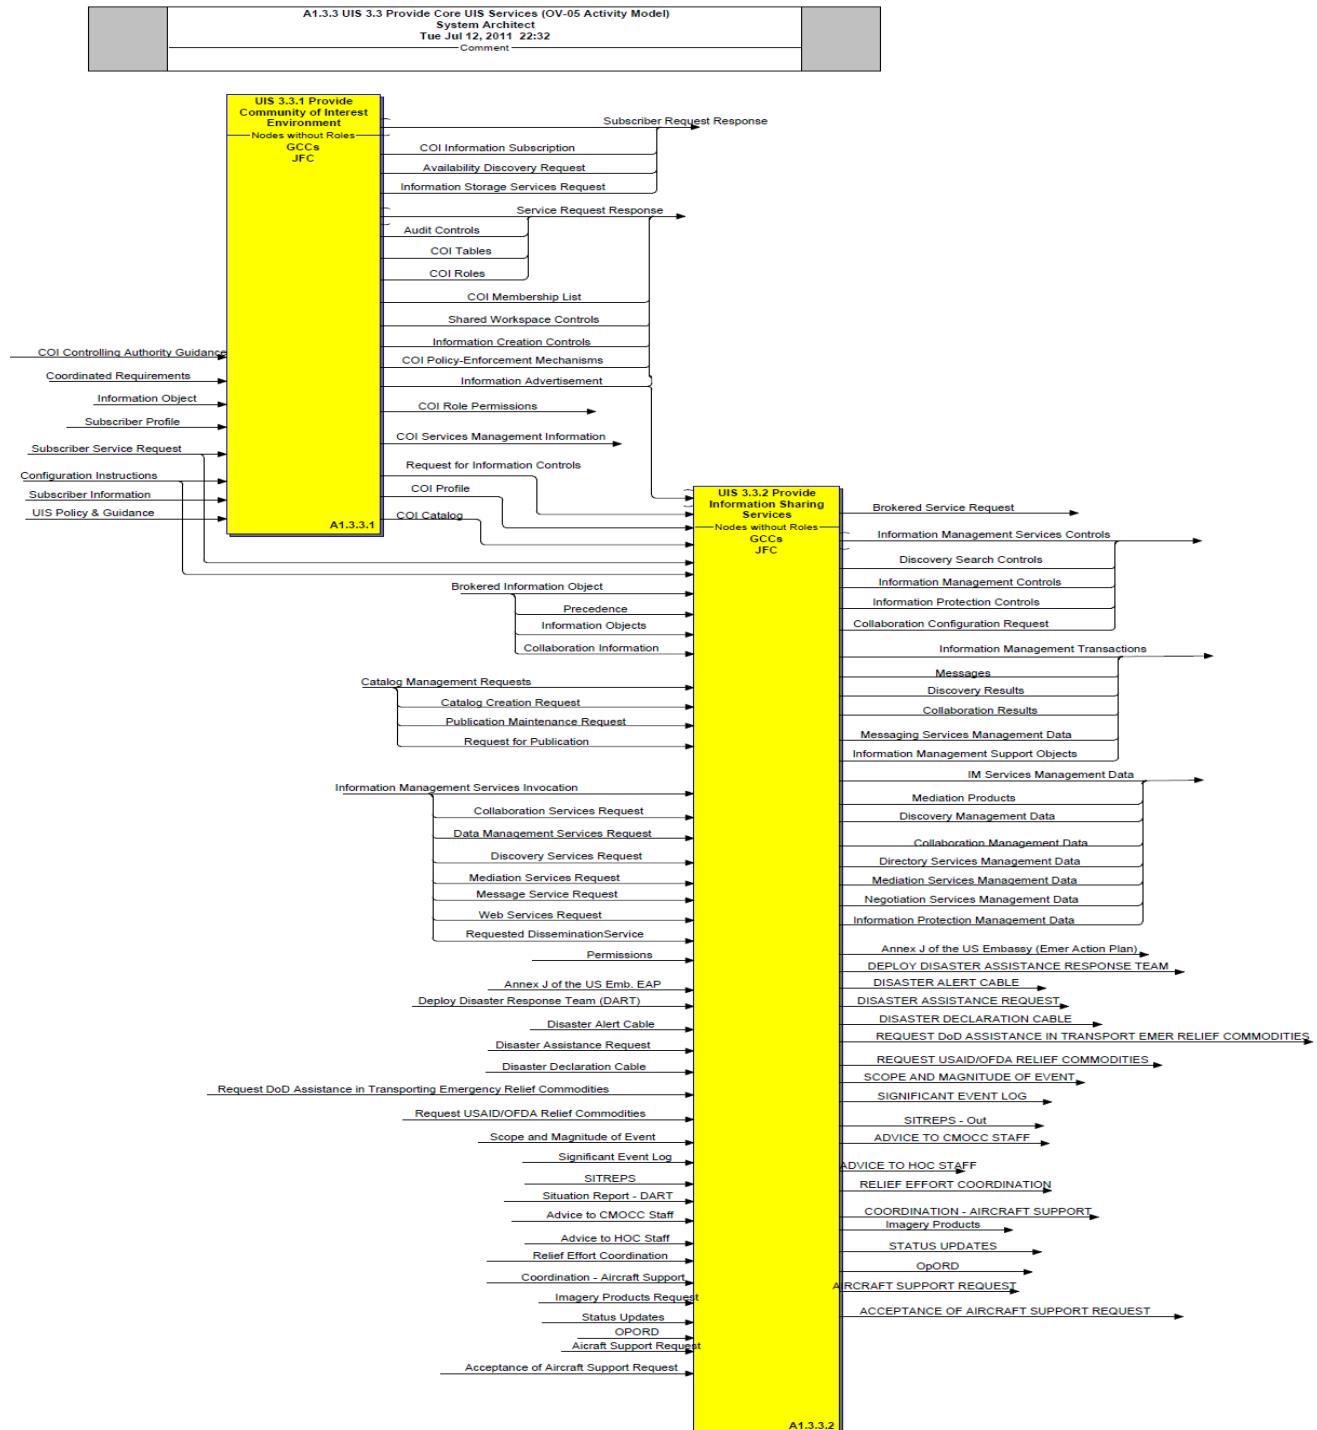 A1.3.3 UIS 3.3 Provide Core UIS Services (OV-05 Activity Model)
System Architect
Tue Jul 12, 2011 22:32
Comment
UIS 3.3.1 Provide
Community of Interest
Environment
Nodes without Roles
GCCs
JFC
A1.3.3.1
COI Controlling Authority Guidance
Coordinated Requirements
Information Object
Subscriber Profile
Subscriber Service Request
Configuration Instructions
Subscriber Information
UIS Policy & Guidance
Subscriber Request Response
COI Information Subscription
Availability Discovery Request
Information Storage Services Request
Service Request Response
Audit Controls
COI Tables
COI Roles
COI Membership List
Shared Workspace Controls
Information Creation Controls
COI Policy-Enforcement Mechanisms
Information Advertisement
COI Role Permissions
COI Services Management Information
Request for Information Controls
COI Profile
COI Catalog
UIS 3.3.2 Provide
Information Sharing
Services
Nodes without Roles
GCCs
JFC
A1.3.3.2
Brokered Information Object
Precedence
Information Objects
Collaboration Information
Catalog Management Requests
Catalog Creation Request
Publication Maintenance Request
Request for Publication
Information Management Services Invocation
Collaboration Services Request
Data Management Services Request
Discovery Services Request
Mediation Services Request
Message Service Request
Web Services Request
Requested DisseminationService
Permissions
Annex J of the US Emb. EAP
Deploy Disaster Response Team (DART)
Disaster Alert Cable
Disaster Assistance Request
Disaster Declaration Cable
Request DoD Assistance in Transporting Emergency Relief Commodities
Request USAID/OFDA Relief Commodities
Scope and Magnitude of Event
Significant Event Log
SITREPS
Situation Report - DART
Advice to CMOCC Staff
Advice to HOC Staff
Relief Effort Coordination
Coordination - Aircraft Support
Imagery Products Request
Status Updates
OPORD
Aicraft Support Request
Acceptance of Aircraft Support Request
Brokered Service Request
Information Management Services Controls
Discovery Search Controls
Information Management Controls
Information Protection Controls
Collaboration Configuration Request
Information Management Transactions
Messages
Discovery Results
Collaboration Results
Messaging Services Management Data
Information Management Support Objects
IM Services Management Data
Mediation Products
Discovery Management Data
Collaboration Management Data
Directory Services Management Data
Mediation Services Management Data
Negotiation Services Management Data
Information Protection Management Data
Annex J of the US Embassy (Emer Action Plan)
DEPLOY DISASTER ASSISTANCE RESPONSE TEAM
DISASTER ALERT CABLE
DISASTER ASSISTANCE REQUEST
DISASTER DECLARATION CABLE
REQUEST DoD ASSISTANCE IN TRANSPORT EMER RELIEF COMMODITIES
REQUEST USAID/OFDA RELIEF COMMODITIES
SCOPE AND MAGNITUDE OF EVENT
SIGNIFICANT EVENT LOG
SITREPS - Out
ADVICE TO CMOCC STAFF
ADVICE TO HOC STAFF
RELIEF EFFORT COORDINATION
COORDINATION - AIRCRAFT SUPPORT
Imagery Products
STATUS UPDATES
OpORD
AIRCRAFT SUPPORT REQUEST
ACCEPTANCE OF AIRCRAFT SUPPORT REQUEST